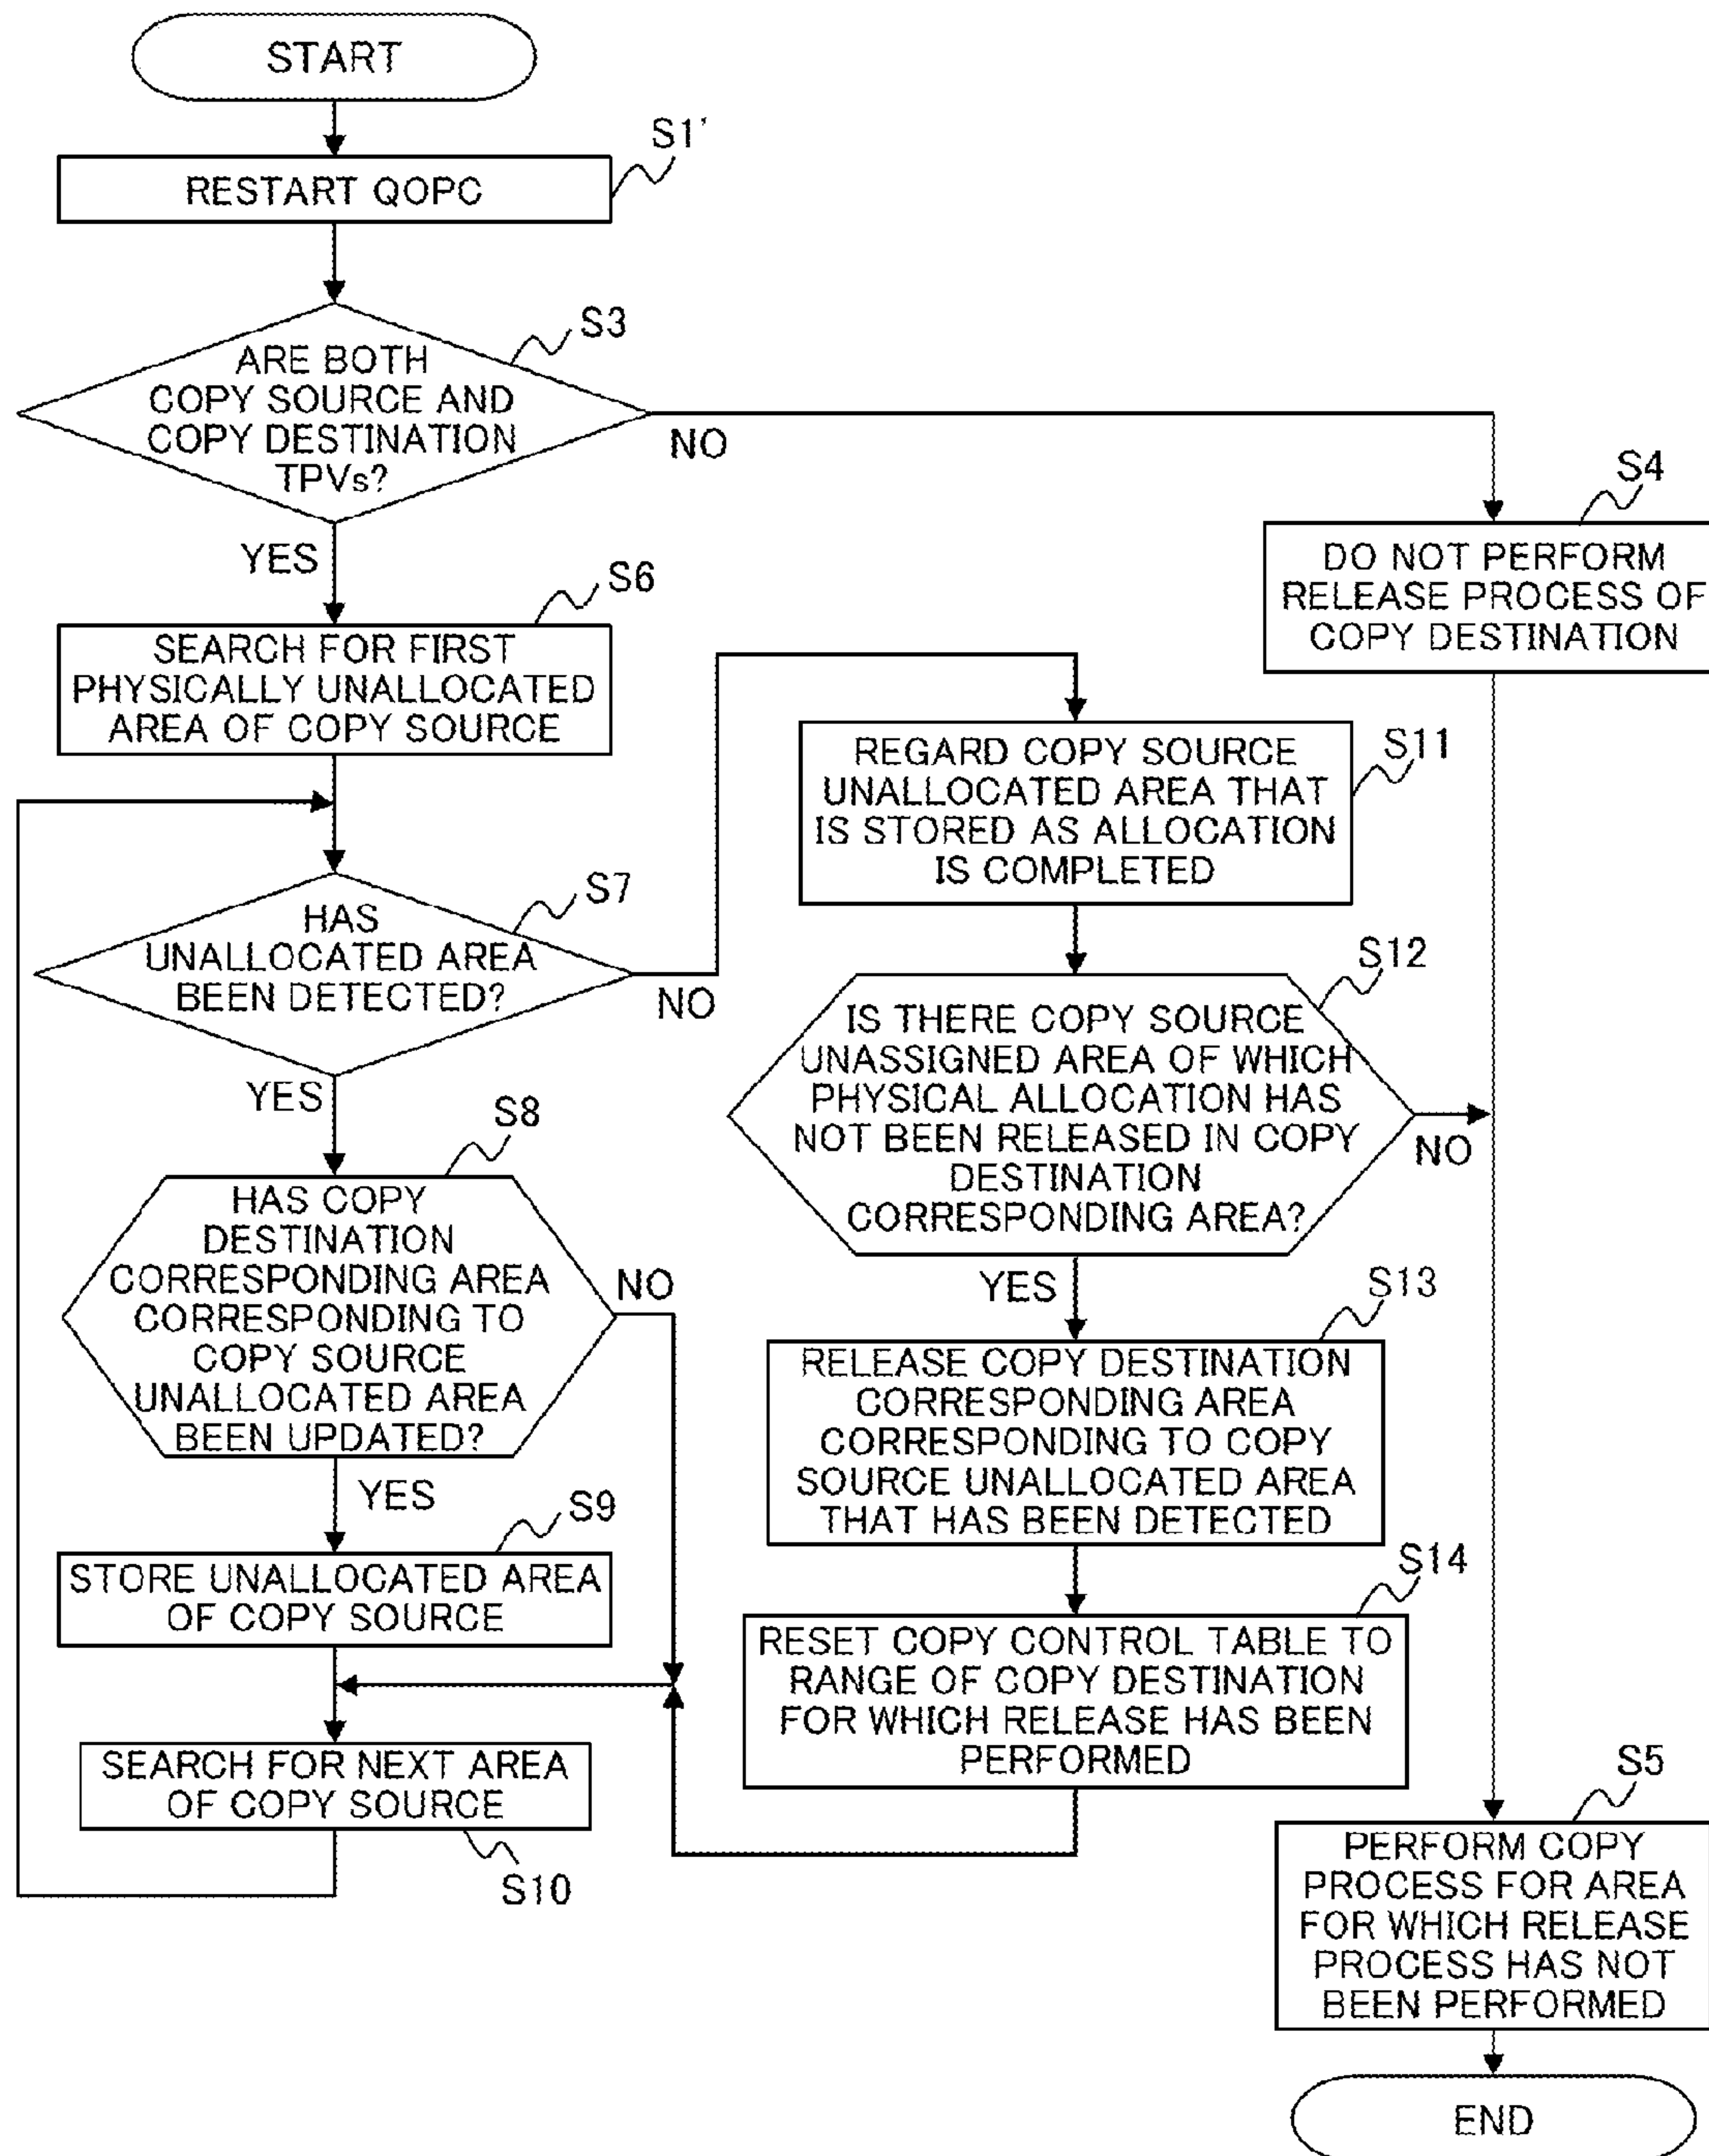 START
S1'
RESTART QOPC
S3
ARE BOTH
COPY SOURCE AND
COPY DESTINATION
TPVs?
NO
YES
S4
DO NOT PERFORM
RELEASE PROCESS OF
COPY DESTINATION
S6
SEARCH FOR FIRST
PHYSICALLY UNALLOCATED
AREA OF COPY SOURCE
S7
HAS
UNALLOCATED AREA
BEEN DETECTED?
NO
YES
S8
HAS COPY
DESTINATION
CORRESPONDING AREA
CORRESPONDING TO
COPY SOURCE
UNALLOCATED AREA
BEEN UPDATED?
NO
YES
S9
STORE UNALLOCATED AREA
OF COPY SOURCE
SEARCH FOR NEXT AREA
OF COPY SOURCE
S10
S11
REGARD COPY SOURCE
UNALLOCATED AREA THAT
IS STORED AS ALLOCATION
IS COMPLETED
S12
IS THERE COPY SOURCE
UNASSIGNED AREA OF WHICH
PHYSICAL ALLOCATION HAS
NOT BEEN RELEASED IN COPY
DESTINATION
CORRESPONDING AREA?
NO
YES
S13
RELEASE COPY DESTINATION
CORRESPONDING AREA
CORRESPONDING TO COPY
SOURCE UNALLOCATED AREA
THAT HAS BEEN DETECTED
S14
RESET COPY CONTROL TABLE TO
RANGE OF COPY DESTINATION
FOR WHICH RELEASE HAS BEEN
PERFORMED
S5
PERFORM COPY
PROCESS FOR AREA
FOR WHICH RELEASE
PROCESS HAS NOT
BEEN PERFORMED
END